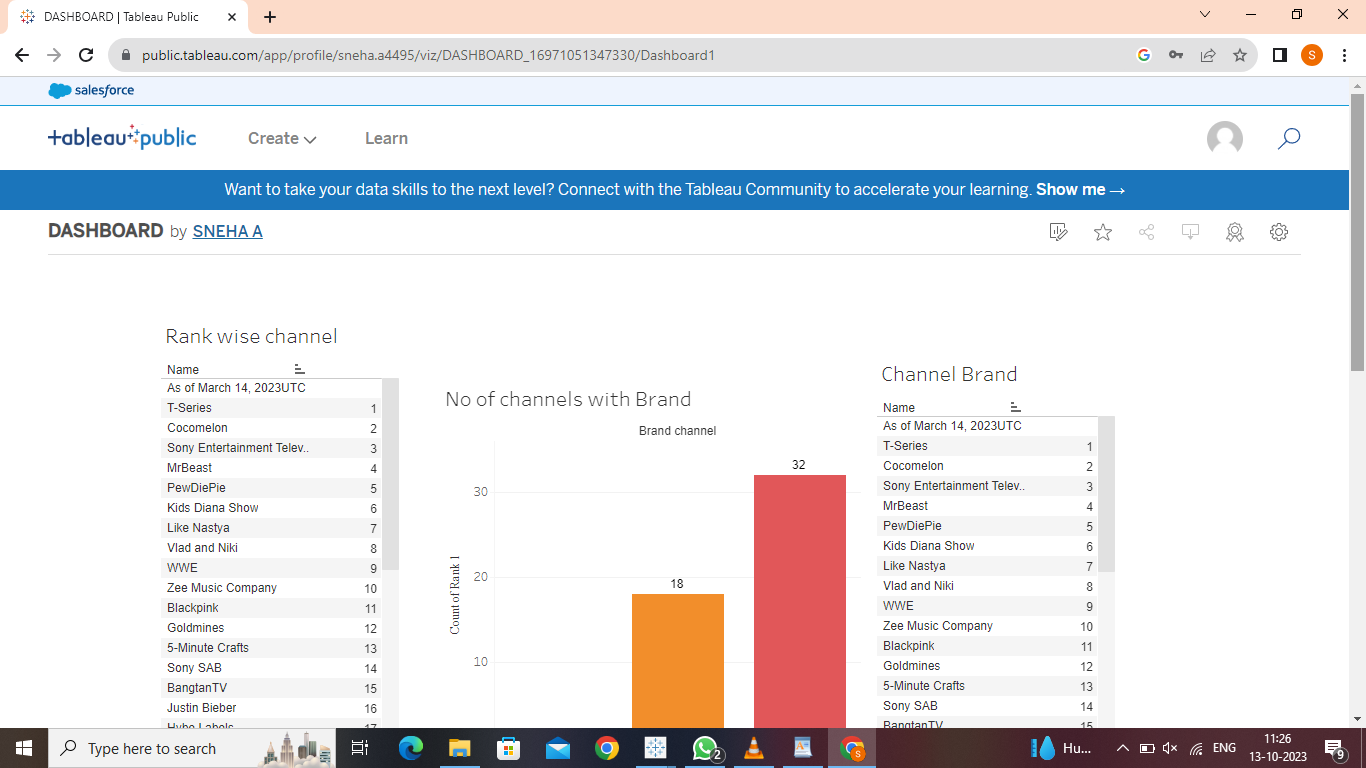 DASHBOARD | Tableau Public
public.tableau.com/app/profile/sneha.a4495/viz/DASHBOARD_16971051347330/Dashboard1
S
salesforce
+ableau public
Create
Learn
Want to take your data skills to the next level? Connect with the Tableau Community to accelerate your learning. Show me →
DASHBOARD by SNEHA A
Rank wise channel
Name
As of March 14, 2023UTC
T-Series 1
Cocomelon 2
Sony Entertainment Telev.. 3
MrBeast 4
PewDiePie 5
Kids Diana Show 6
Like Nastya 7
Vlad and Niki 8
WWE 9
Zee Music Company 10
Blackpink 11
Goldmines 12
5-Minute Crafts 13
Sony SAB 14
BangtanTV 15
Justin Bieber 16
Hybe Labels 17
No of channels with Brand
Brand channel
32
30
Count of Rank 1
20
18
10
Channel Brand
Name
As of March 14, 2023UTC
T-Series 1
Cocomelon 2
Sony Entertainment Telev.. 3
MrBeast 4
PewDiePie 5
Kids Diana Show 6
Like Nastya 7
Vlad and Niki 8
WWE 9
Zee Music Company 10
Blackpink 11
Goldmines 12
5-Minute Crafts 13
Sony SAB 14
BangtanTV 15
Type here to search
2
S
Hu...
ENG
11:26
13-10-2023
9